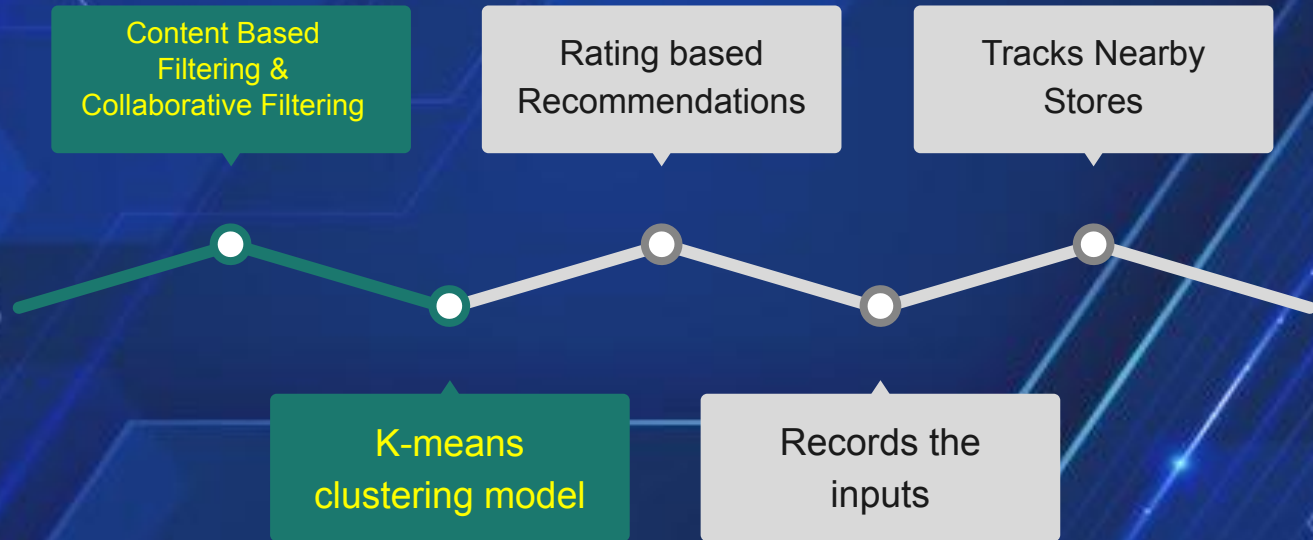 Content Based
Filtering &
Collaborative Filtering
Rating based
Recommendations
Tracks Nearby
Stores
K-means
clustering model
Records the
inputs